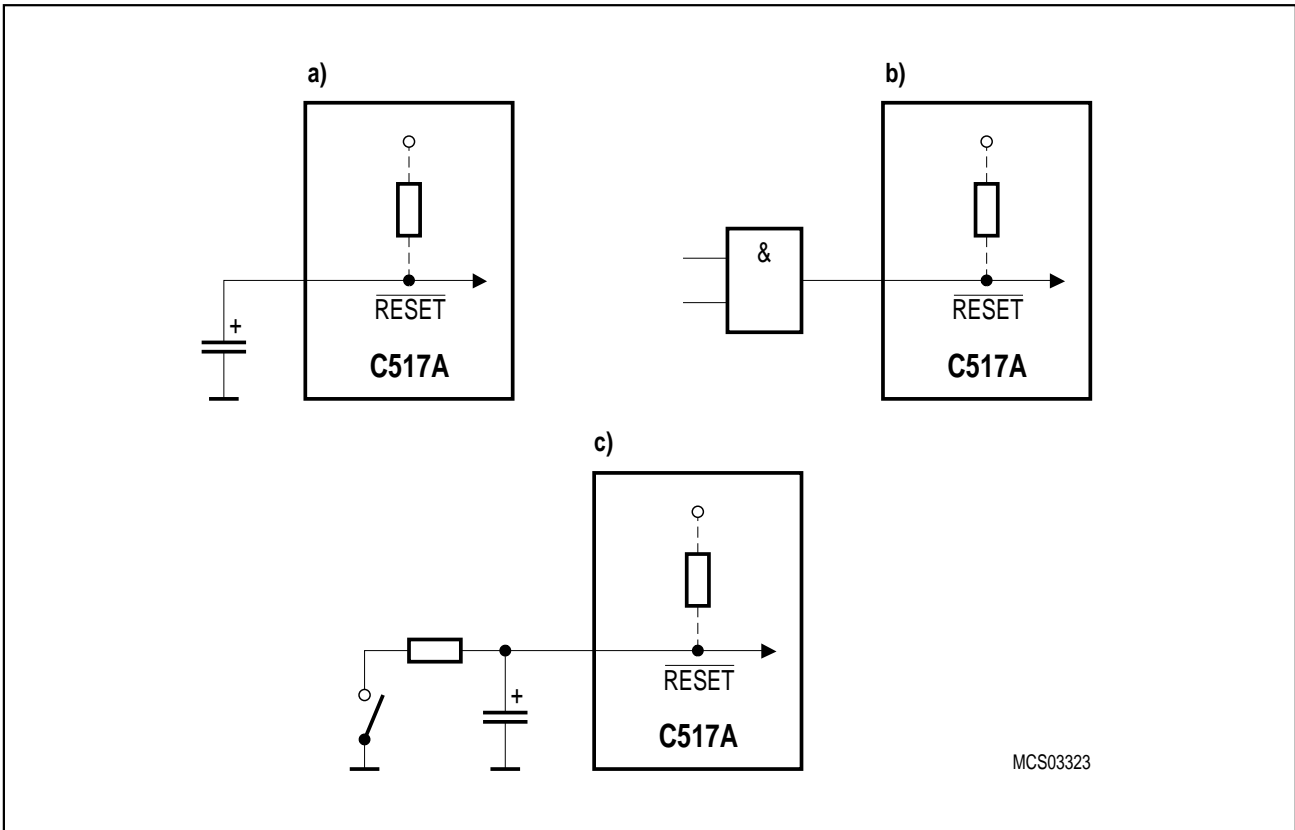 a)
+
RESET
C517A
b)
&
RESET
C517A
c)
+
RESET
C517A
MCS03323